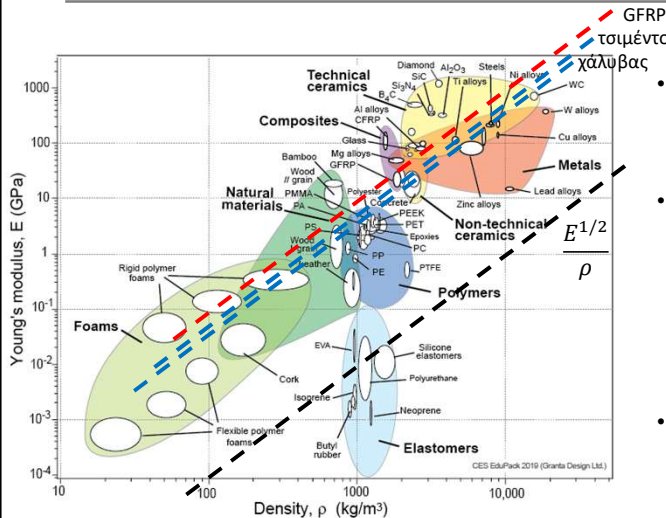 GFRP
τσιμέντο
χάλυβας
Diamond
Al₂O₃
Steels
SiC
Ti alloys
Ni alloys
Technical
ceramics
Si₃N₄
B₄C
WC
Al alloys
CFRP
W alloys
Composites
Glass
Cu alloys
Mg alloys
GFRP
Metals
Bamboo
Wood
// grain
Polyester
Zinc alloys
Lead alloys
Natural
materials
PMMA
PA
Concrete
PEEK
PET
Non-technical
ceramics
PS
Epoxies
PC
Wood
grain
PP
PE
PTFE
Leather
Polymers
Rigid polymer
foams
Foams
EVA
Silicone
elastomers
Cork
Polyurethane
Isoprene
Neoprene
Flexible polymer
foams
Butyl
rubber
Elastomers
CES EduPack 2019 (Granta Design Ltd.)
Young's modulus, E (GPa)
1000
100
10
1
10⁻¹
10⁻²
10⁻³
10⁻⁴
10
100
1000
10,000
Density, ρ (kg/m³)
E^{1/2}
ρ